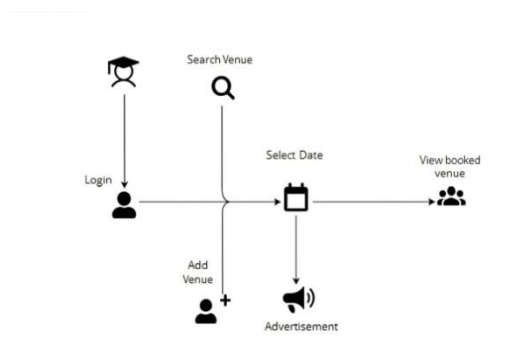 Search Venue
Select Date
View booked
venue
Login
Add
Venue
Advertisement